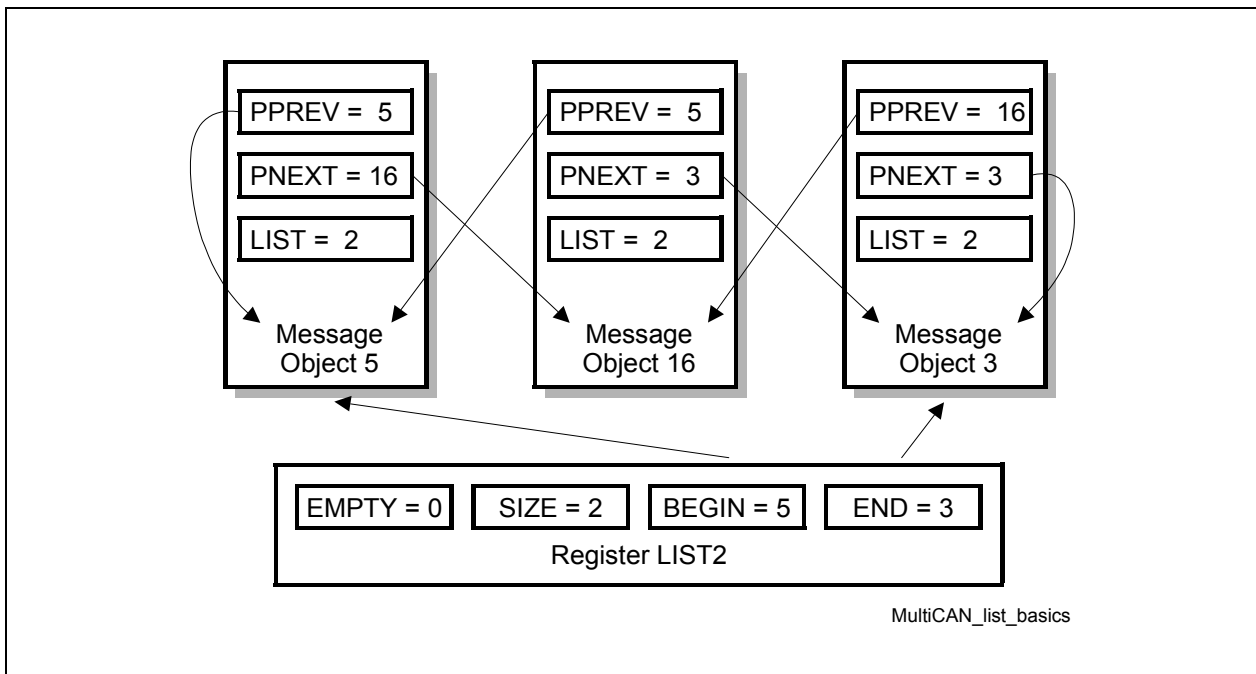 PPREV = 5
PNEXT = 16
LIST = 2
Message
Object 5
PPREV = 5
PNEXT = 3
LIST = 2
Message
Object 16
PPREV = 16
PNEXT = 3
LIST = 2
Message
Object 3
EMPTY = 0
SIZE = 2
BEGIN = 5
END = 3
Register LIST2
MultiCAN_list_basics